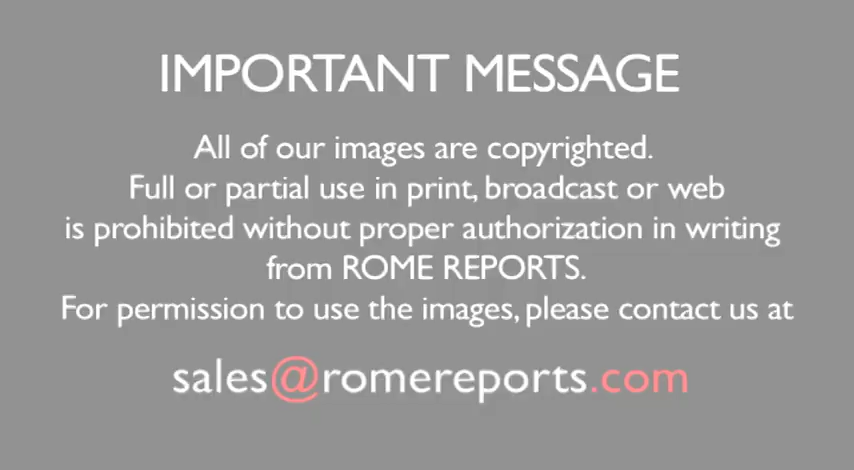 IMPORTANT MESSAGE
All of our images are copyrighted.
Full or partial use in print, broadcast or web
is prohibited without proper authorization in writing
from ROME REPORTS.
For permission to use the images, please contact us at
sales@romereports.com